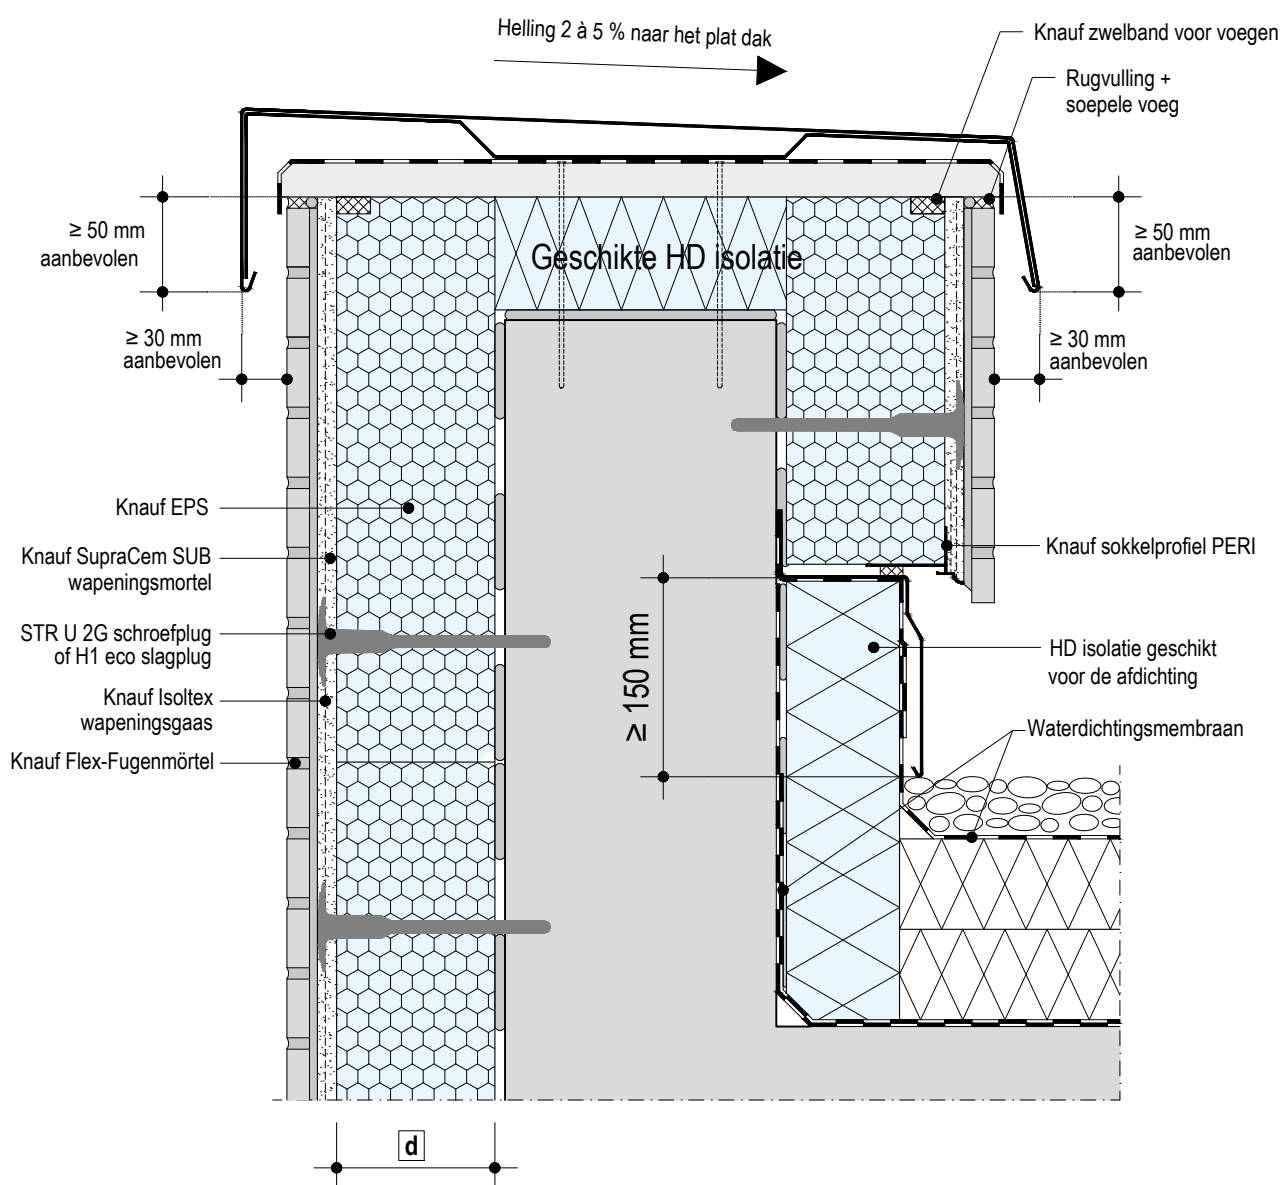 Helling 2 à 5 % naar het plat dak
Knauf zwelband voor voegen
Rugvulling +
soepele voeg
≥ 50 mm
aanbevolen
≥ 50 mm
aanbevolen
Geschikte HD isolatie
≥ 30 mm
aanbevolen
≥ 30 mm
aanbevolen
Knauf EPS
Knauf SupraCem SUB
wapeningsmortel
Knauf sokkelprofiel PERI
STR U 2G schroefplug
of H1 eco slagplug
≥ 150 mm
HD isolatie geschikt
voor de afdichting
Knauf Isoltex
wapeningsgaas
Waterdichtingsmembraan
Knauf Flex-Fugenmörtel
d